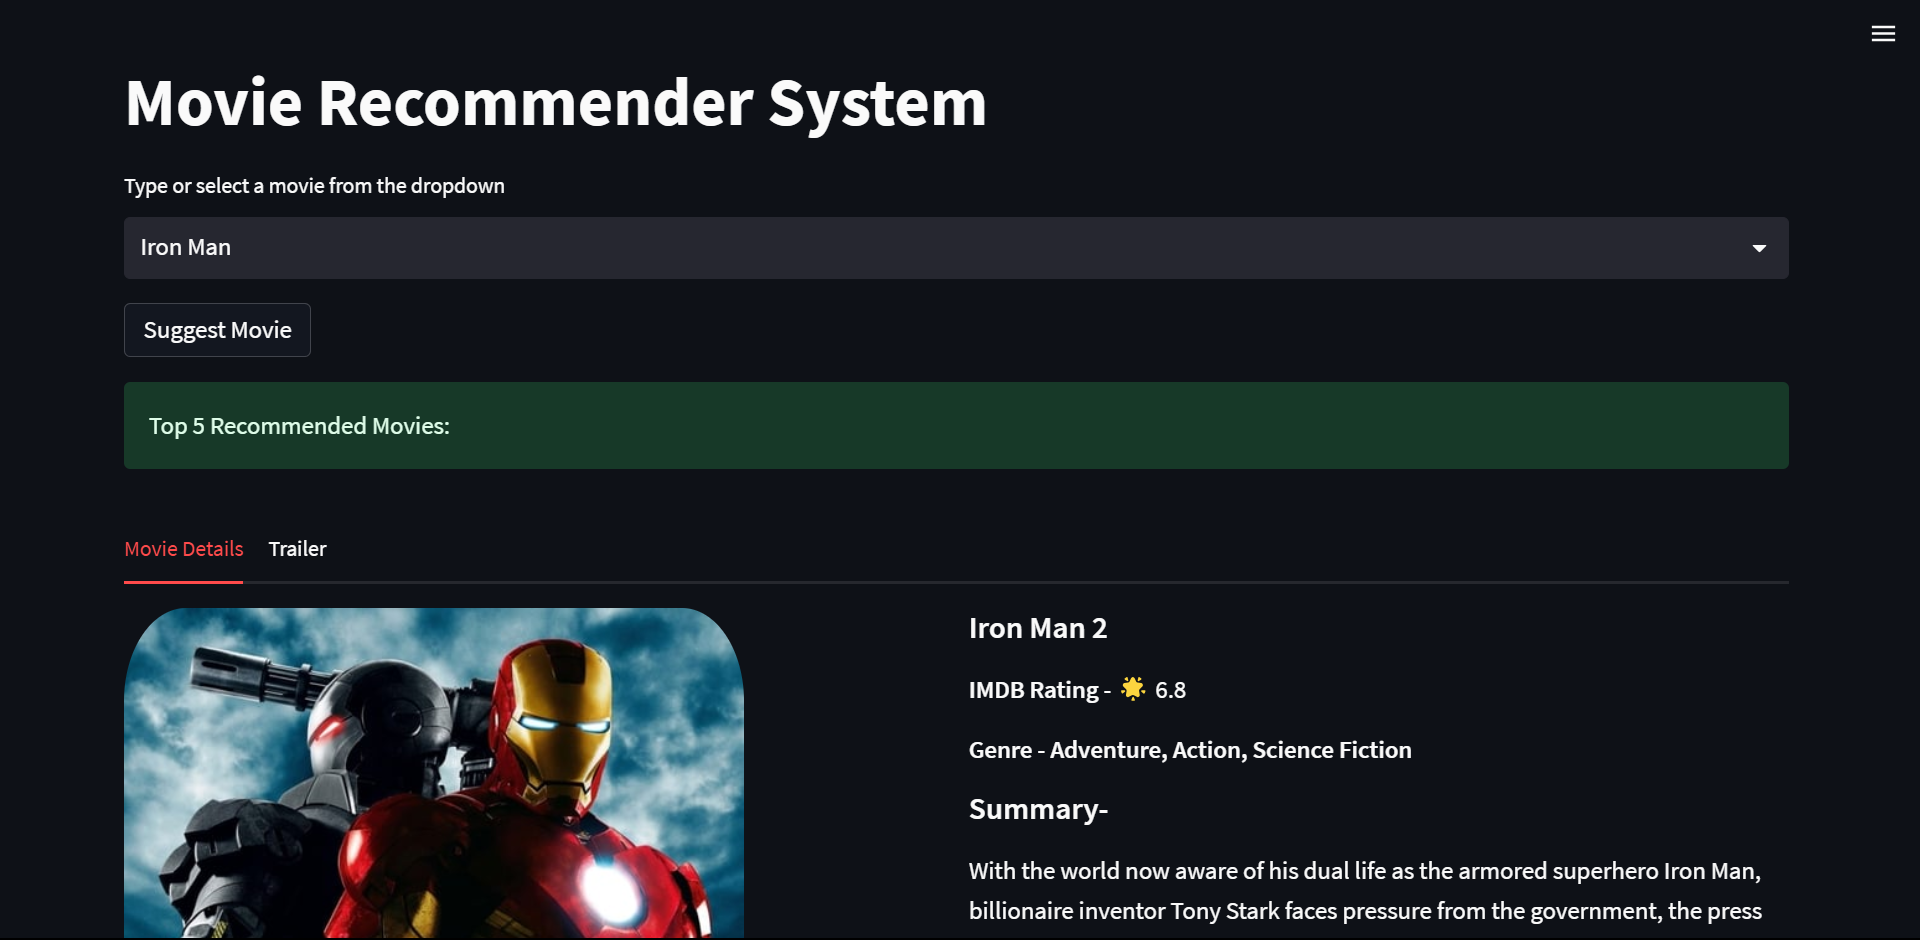 Movie Recommender System
Type or select a movie from the dropdown
Iron Man
Suggest Movie
Top 5 Recommended Movies:
Movie Details Trailer
Iron Man 2
IMDB Rating - 🌟 6.8
Genre - Adventure, Action, Science Fiction
Summary-
With the world now aware of his dual life as the armored superhero Iron Man,
billionaire inventor Tony Stark faces pressure from the government, the press